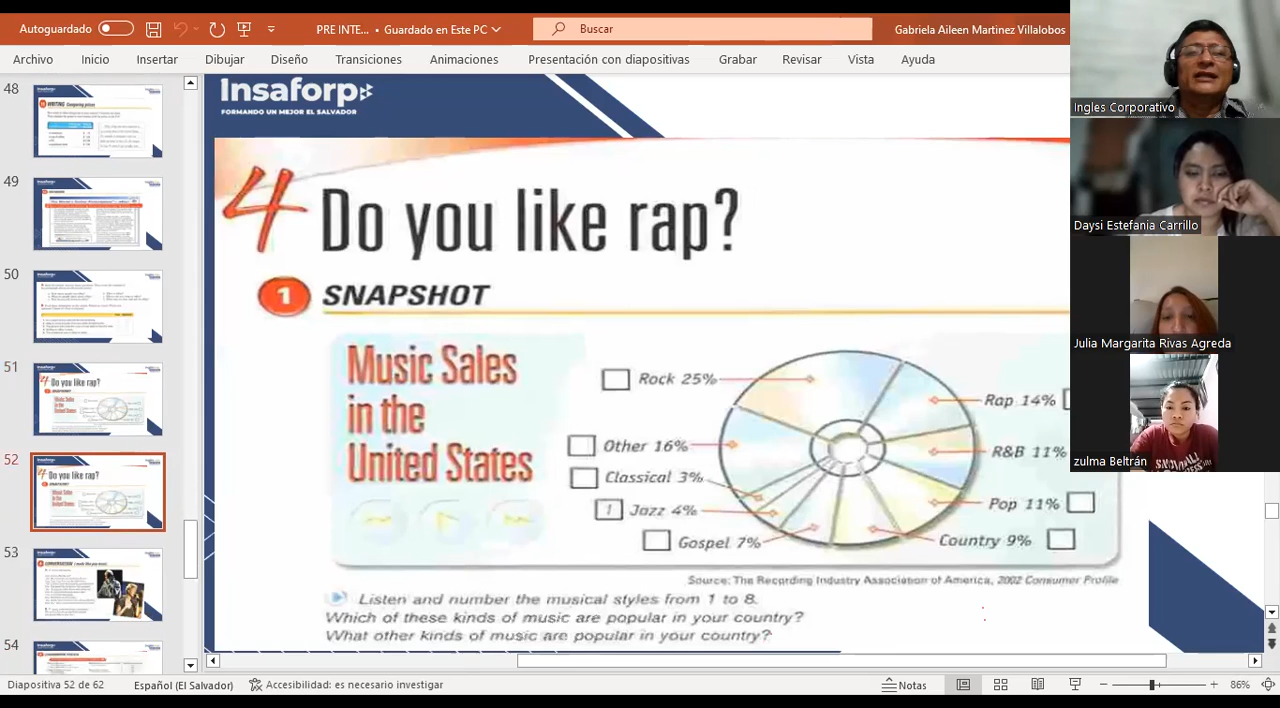 Autoguardado
PRE INTE... • Guardado en Este PC
Buscar
Gabriela Aileen Martinez Villalobos
Archivo
Inicio
Insertar
Dibujar
Diseño
Transiciones
Animaciones
Presentación con diapositivas
Grabar
Revisar
Vista
Ayuda
48
49
50
51
52
53
54
Insaforp
FORMANDO UN MEJOR EL SALVADOR
4 Do you like rap?
1 SNAPSHOT
Music Sales
in the
United States
Rock 25%
Other 16%
Classical 3%
1 Jazz 4%
Gospel 7%
Rap 14%
R&B 11%
Pop 11%
Country 9%
Source: The Recording Industry Association of America, 2002 Consumer Profile
Listen and number the musical styles from 1 to 8.
Which of these kinds of music are popular in your country?
What other kinds of music are popular in your country?
Ingles Corporativo
Daysi Estefania Carrillo
Julia Margarita Rivas Agreda
zulma Beltrán
Diapositiva 52 de 62
Español (El Salvador)
Accesibilidad: es necesario investigar
Notas
86%